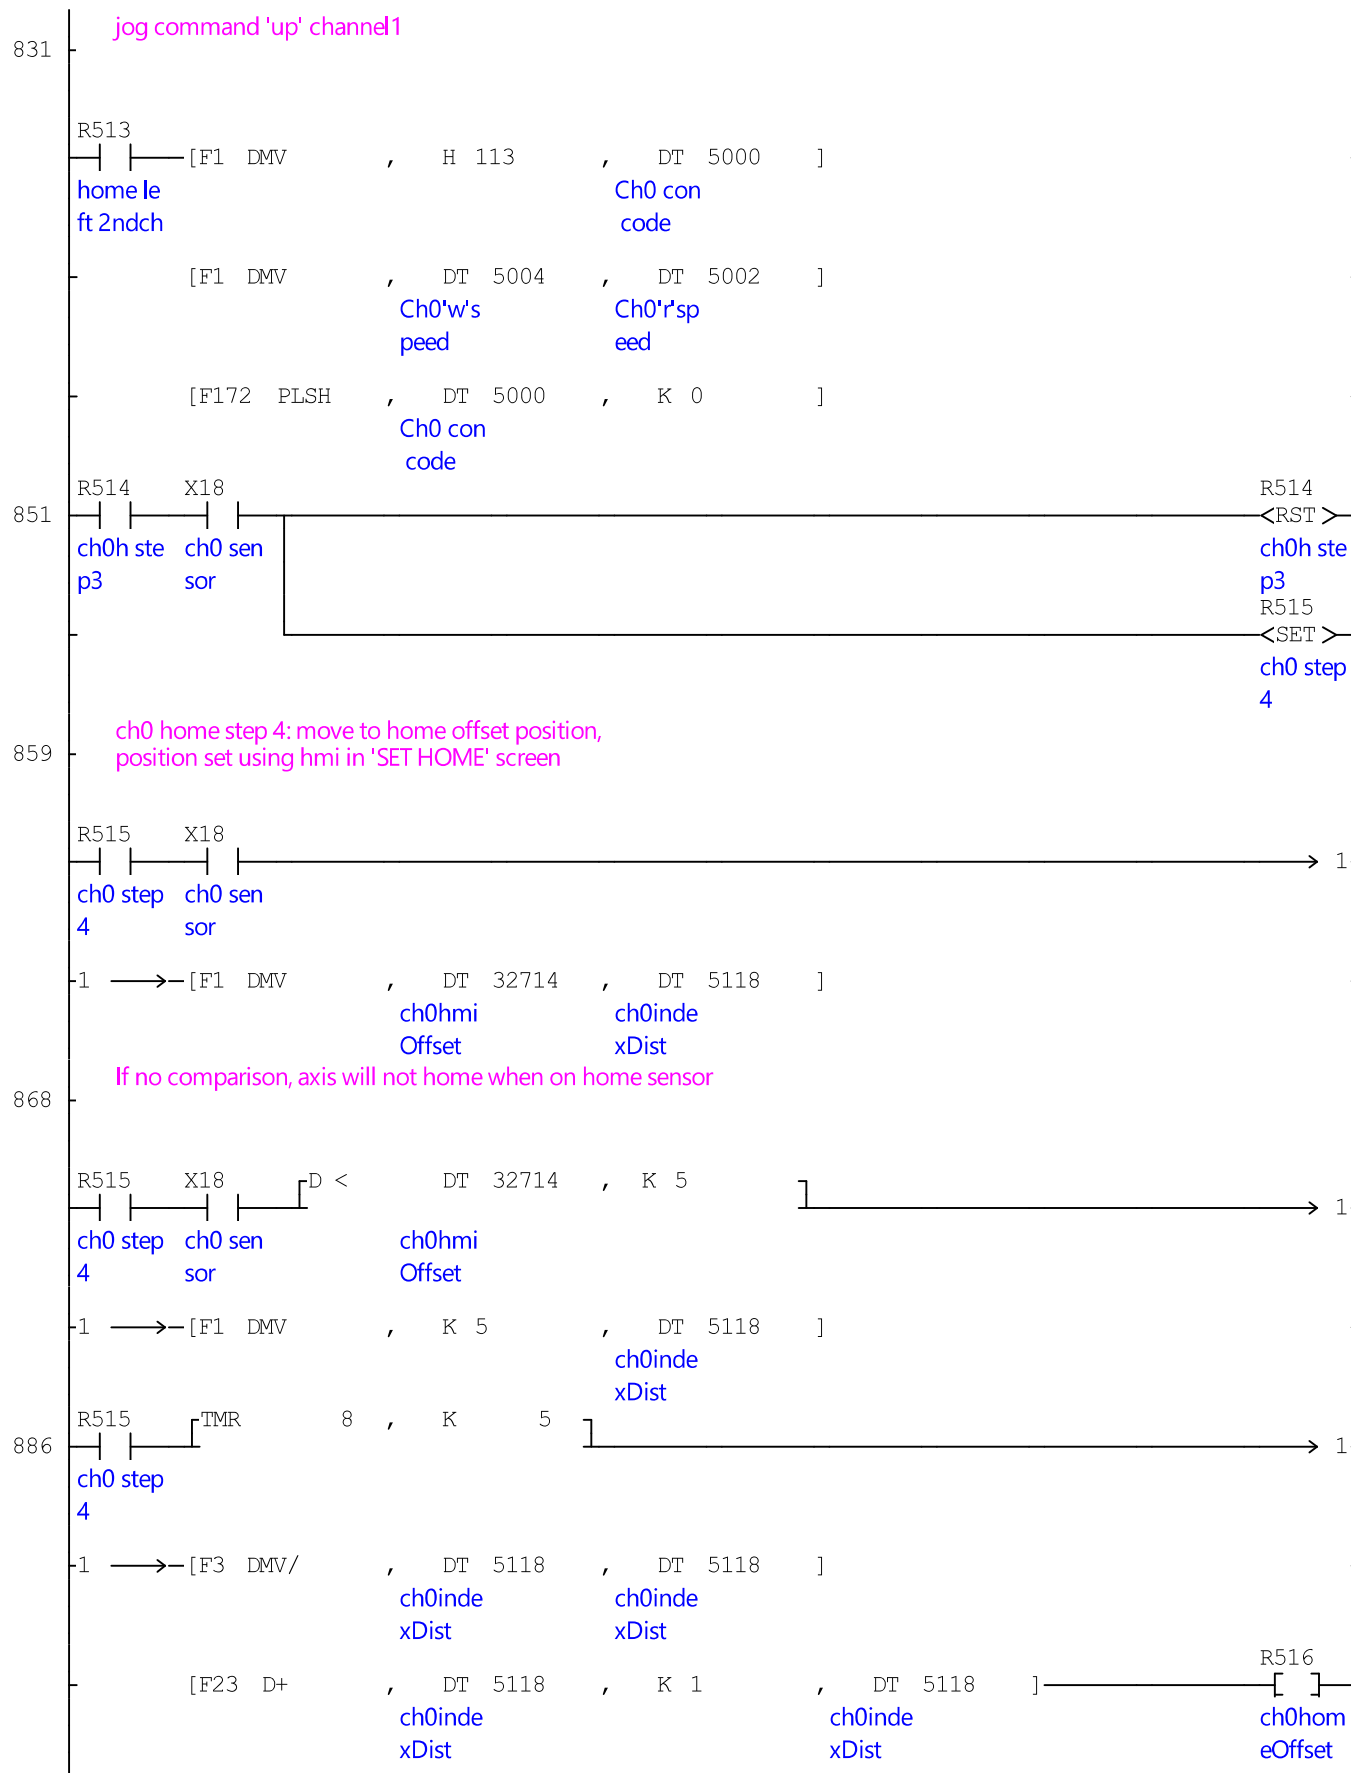 jog command 'up' channel1
831
R513
[F1 DMV , H 113 , DT 5000 ]
home le Ch0 con
ft 2ndch code
[F1 DMV , DT 5004 , DT 5002 ]
Ch0'w's Ch0'r'sp
peed eed
[F172 PLSH , DT 5000 , K 0 ]
Ch0 con
code
R514 X18 R514
851 <RST>
ch0h ste ch0 sen ch0h ste
p3 sor p3
R515
<SET>
ch0 step
4
ch0 home step 4: move to home offset position,
859
position set using hmi in 'SET HOME' screen
R515 X18
1
ch0 step ch0 sen
4 sor
1 [F1 DMV , DT 32714 , DT 5118 ]
ch0hmi ch0inde
Offset xDist
If no comparison, axis will not home when on home sensor
868
R515 X18 D < DT 32714 , K 5
1
ch0 step ch0 sen ch0hmi
4 sor Offset
1 [F1 DMV , K 5 , DT 5118 ]
ch0inde
xDist
R515 TMR 8 , K 5
886 1
ch0 step
4
1 [F3 DMV/ , DT 5118 , DT 5118 ]
ch0inde ch0inde
xDist xDist
R516
[F23 D+ , DT 5118 , K 1 , DT 5118 ] [ ]
ch0inde ch0inde ch0hom
xDist xDist eOffset